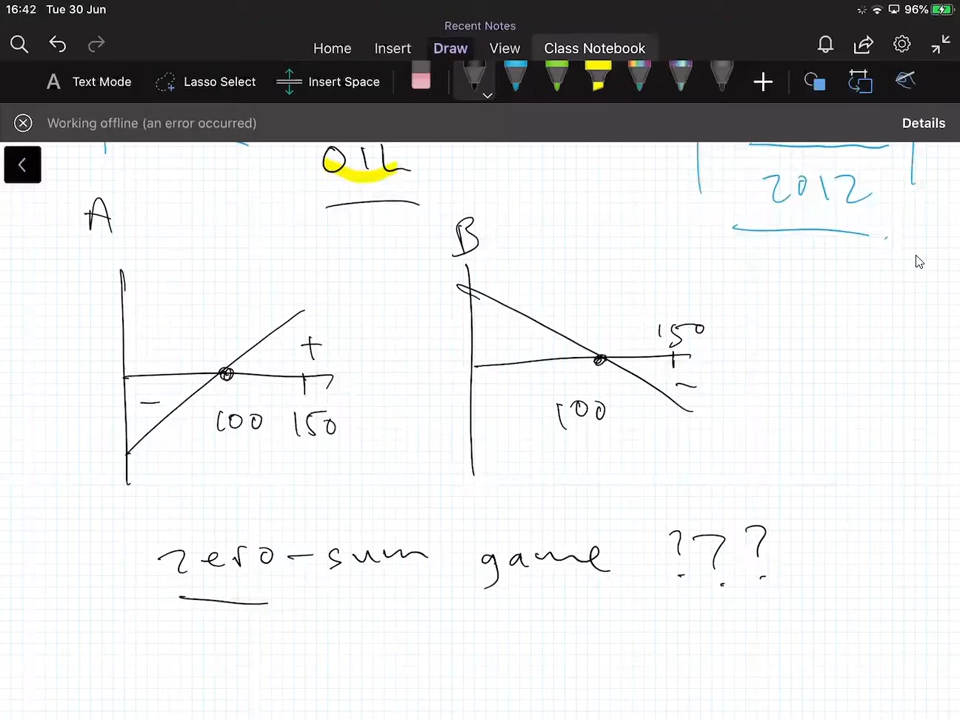 16:42 Tue 30 Jun 96%
Recent Notes
Home Insert Draw View Class Notebook
A Text Mode Lasso Select Insert Space
Working offline (an error occurred) Details
OIL
2012
A
B
+
150
−
−
100 150
100
zero-sum game ???